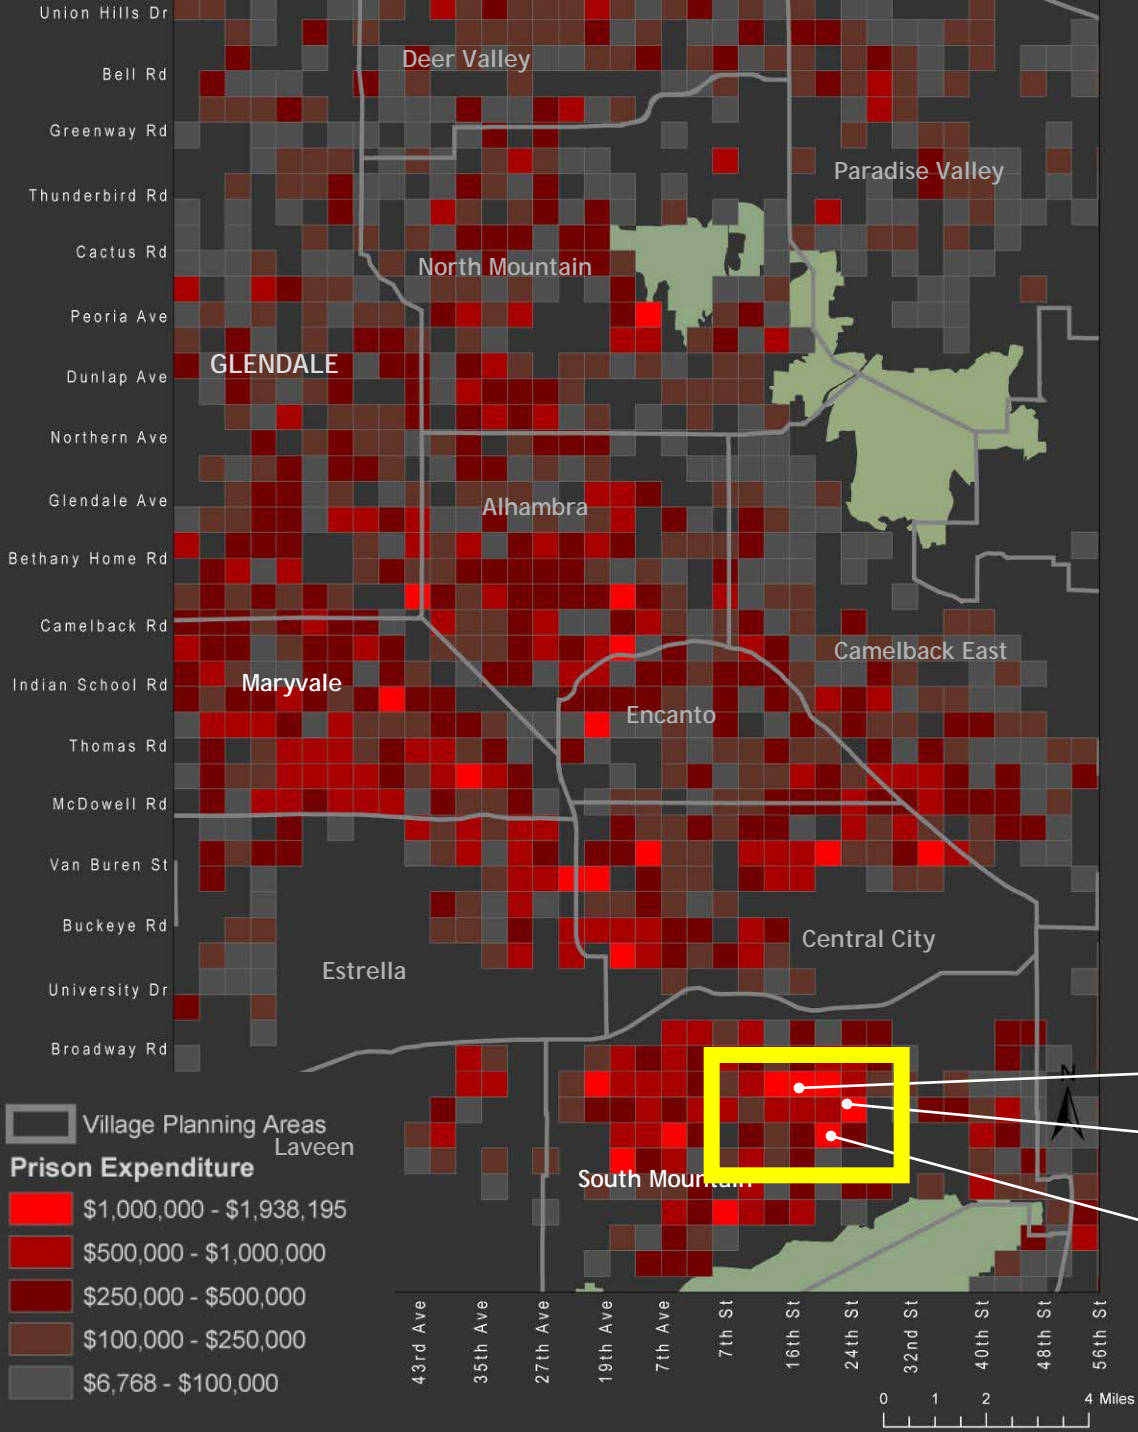 Union Hills Dr
Bell Rd
Greenway Rd
Thunderbird Rd
Cactus Rd
Peoria Ave
Dunlap Ave
Northern Ave
Glendale Ave
Bethany Home Rd
Camelback Rd
Indian School Rd
Thomas Rd
McDowell Rd
Van Buren St
Buckeye Rd
University Dr
Broadway Rd
Deer Valley
Paradise Valley
North Mountain
GLENDALE
Alhambra
Camelback East
Maryvale
Encanto
Central City
Estrella
Laveen
South Mountain
N
Village Planning Areas
Prison Expenditure
$1,000,000 - $1,938,195
$500,000 - $1,000,000
$250,000 - $500,000
$100,000 - $250,000
$6,768 - $100,000
43rd Ave
35th Ave
27th Ave
19th Ave
7th Ave
7th St
16th St
24th St
32nd St
40th St
48th St
56th St
0 1 2 4 Miles